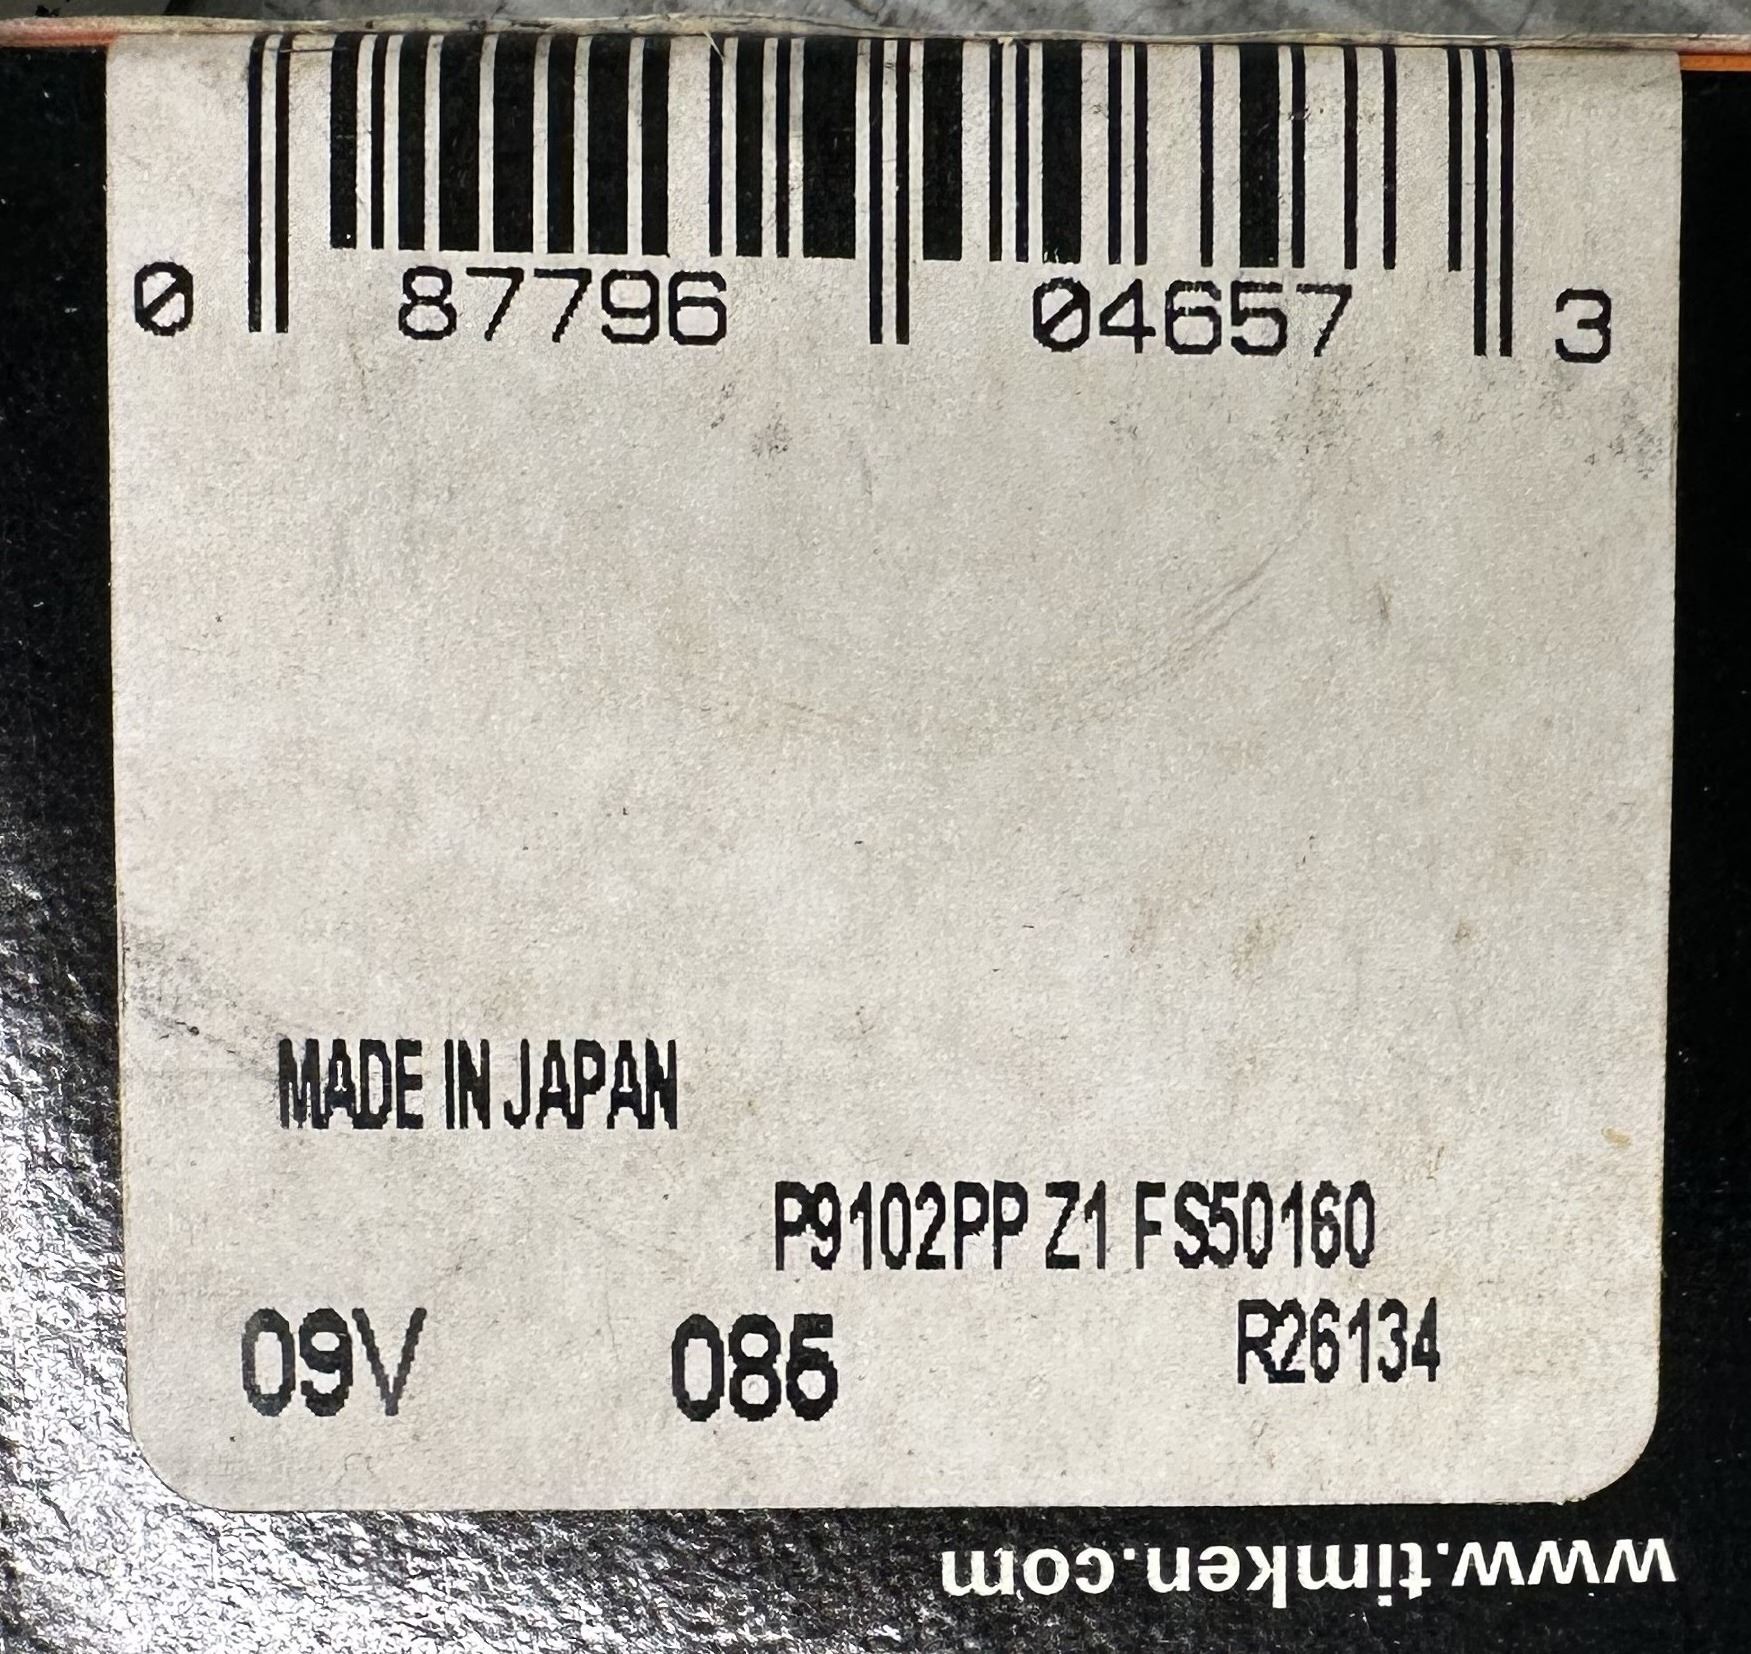 0 87796 04657 3
MADE IN JAPAN
P9102PP Z1 FS50160
09V 085 R26134
www.timken.com